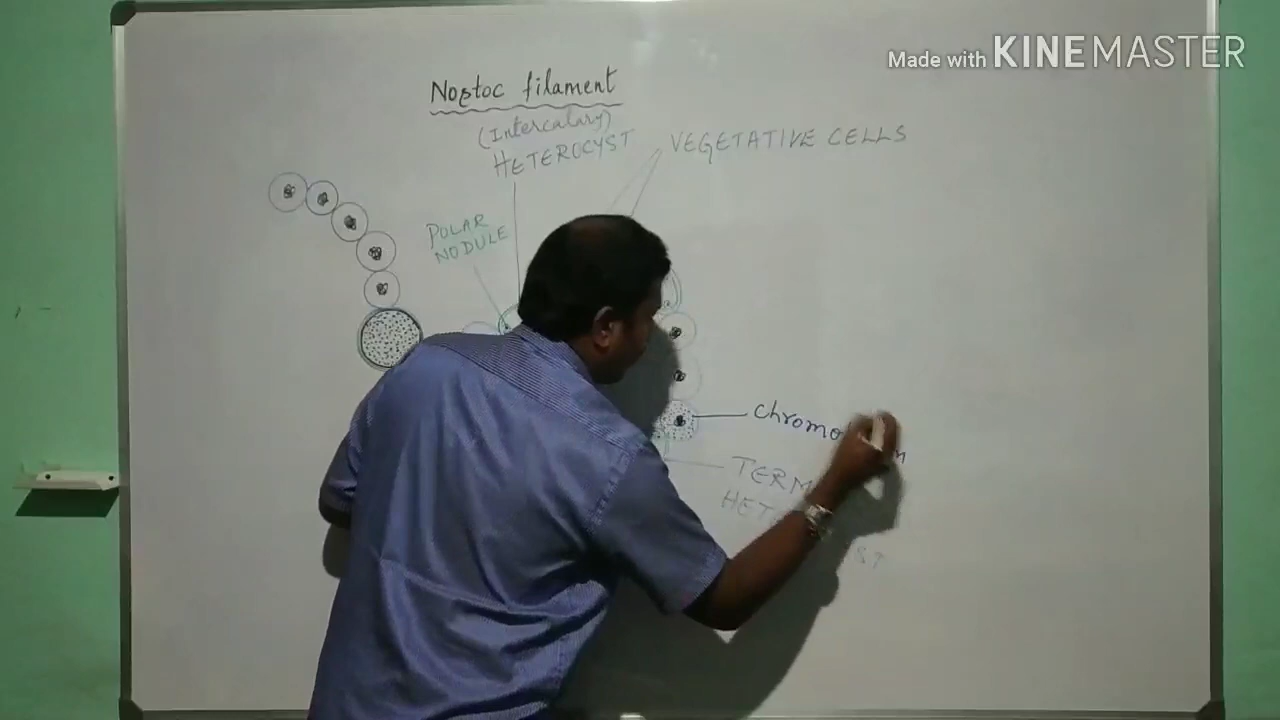 Made with KINEMASTER
Nostoc filament
(Intercalary)
HETEROCYST
VEGETATIVE CELLS
POLAR
NODULE